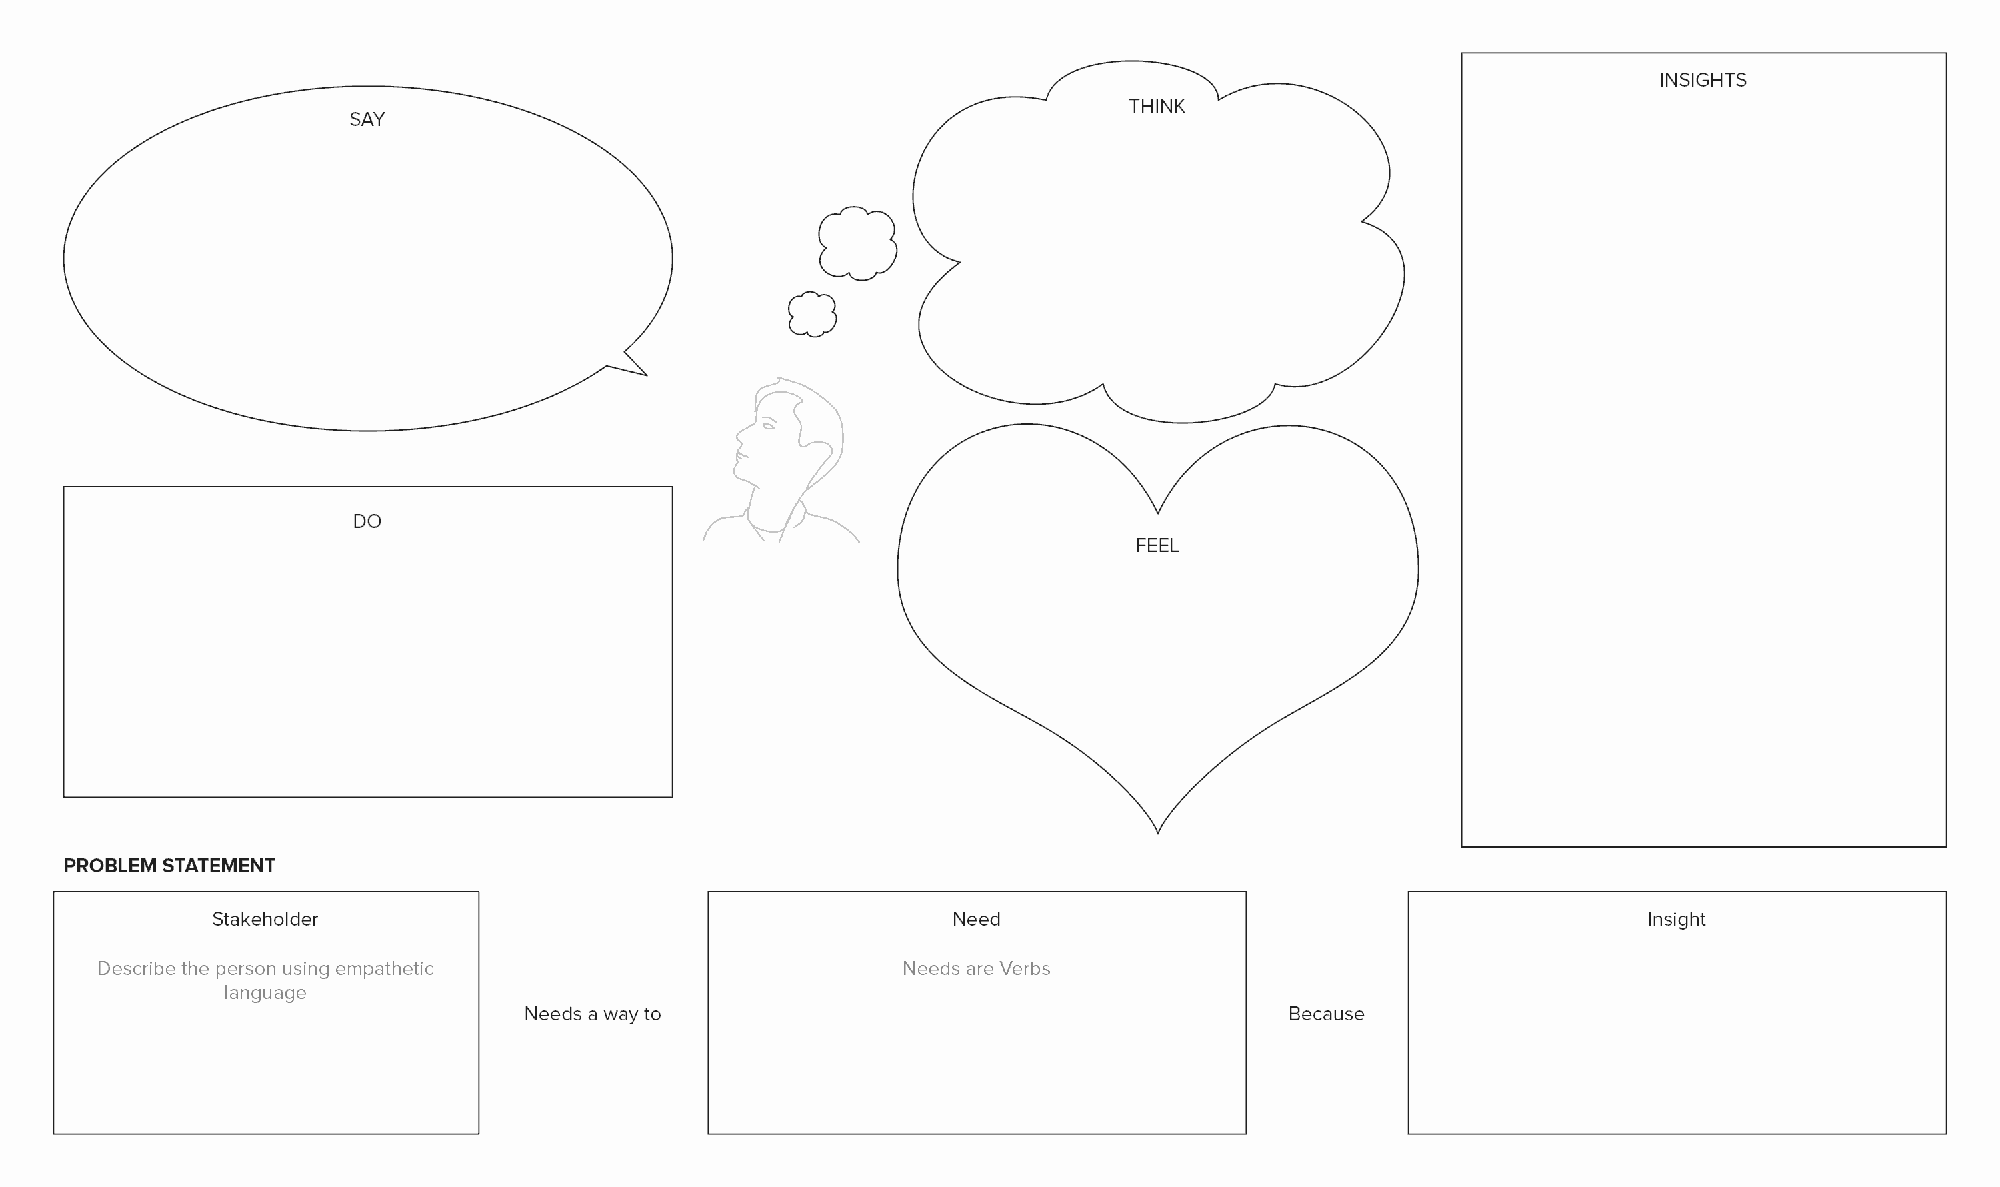 SAY
THINK
INSIGHTS
DO
FEEL
PROBLEM STATEMENT
Stakeholder
Describe the person using empathetic
language
Needs a way to
Need
Needs are Verbs
Because
Insight